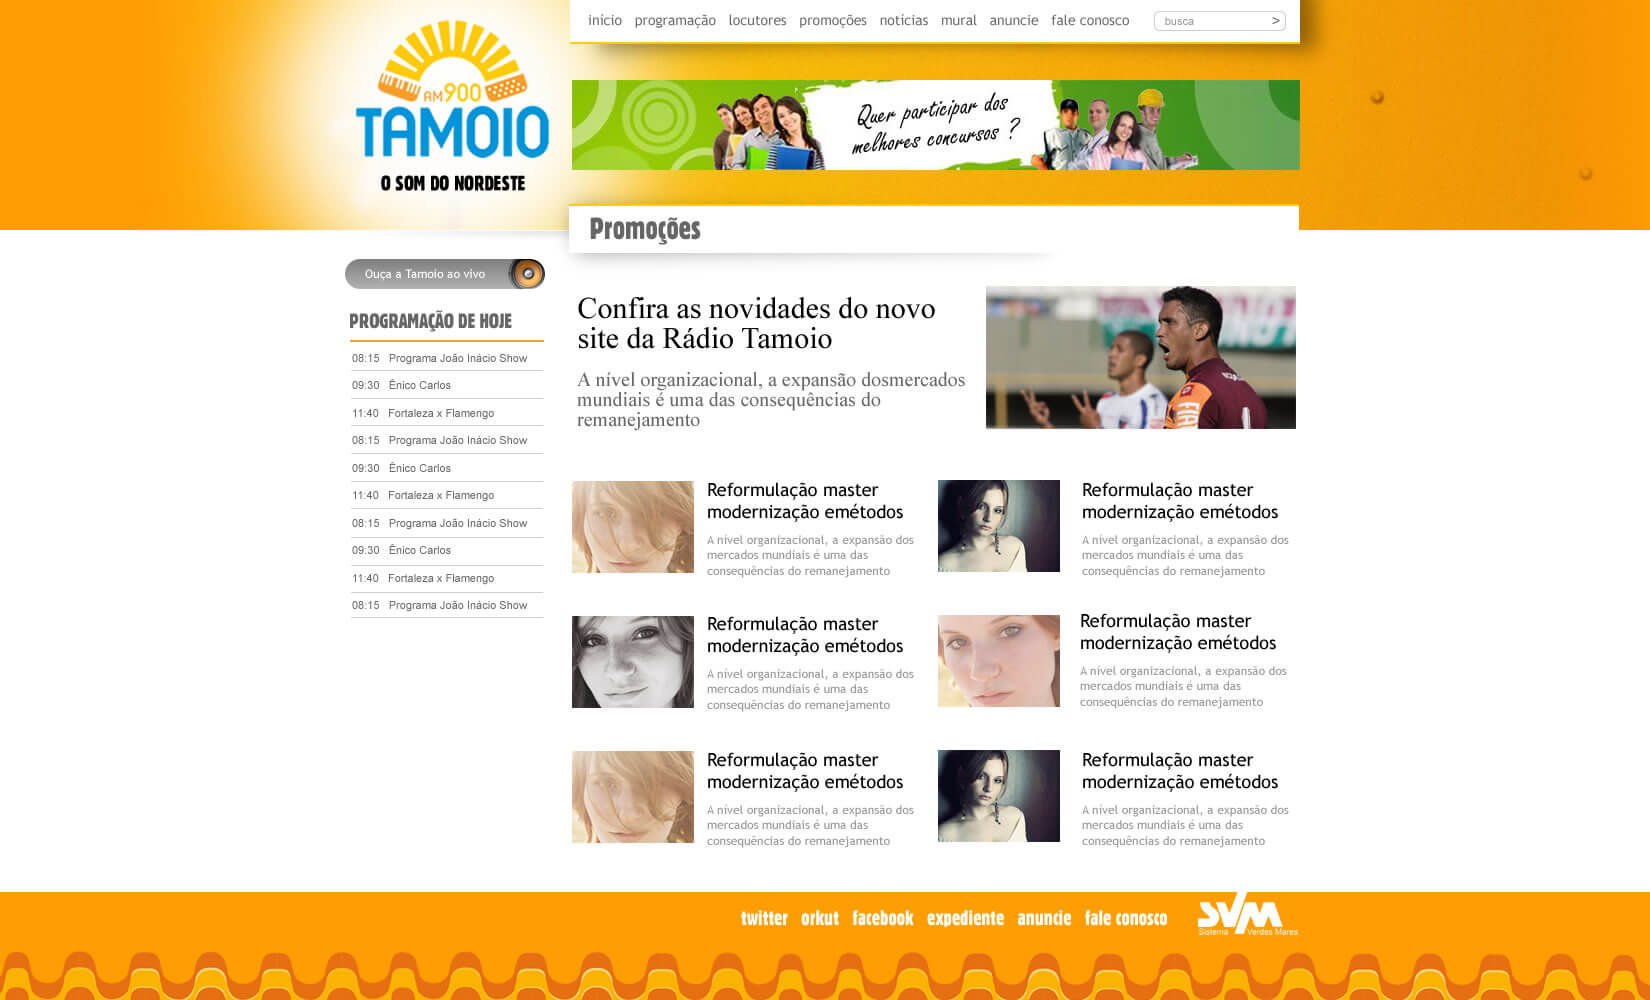 início programação locutores promoções noticias mural anuncie fale conosco busca >
AM 900
TAMOIO
O SOM DO NORDESTE
Quer participar dos
melhores concursos ?
Promoções
Ouça a Tamoio ao vivo
PROGRAMAÇÃO DE HOJE
08:15 Programa João Inácio Show
09:30 Ênico Carlos
11:40 Fortaleza x Flamengo
08:15 Programa João Inácio Show
09:30 Ênico Carlos
11:40 Fortaleza x Flamengo
08:15 Programa João Inácio Show
09:30 Ênico Carlos
11:40 Fortaleza x Flamengo
08:15 Programa João Inácio Show
Confira as novidades do novo
site da Rádio Tamoio
A nível organizacional, a expansão dosmercados
mundiais é uma das consequências do
remanejamento
Reformulação master
modernização emétodos
A nível organizacional, a expansão dos
mercados mundiais é uma das
consequências do remanejamento
Reformulação master
modernização emétodos
A nível organizacional, a expansão dos
mercados mundiais é uma das
consequências do remanejamento
Reformulação master
modernização emétodos
A nível organizacional, a expansão dos
mercados mundiais é uma das
consequências do remanejamento
Reformulação master
modernização emétodos
A nível organizacional, a expansão dos
mercados mundiais é uma das
consequências do remanejamento
Reformulação master
modernização emétodos
A nível organizacional, a expansão dos
mercados mundiais é uma das
consequências do remanejamento
Reformulação master
modernização emétodos
A nível organizacional, a expansão dos
mercados mundiais é uma das
consequências do remanejamento
twitter orkut facebook expediente anuncie fale conosco
SVM
Sistema Verdes Mares